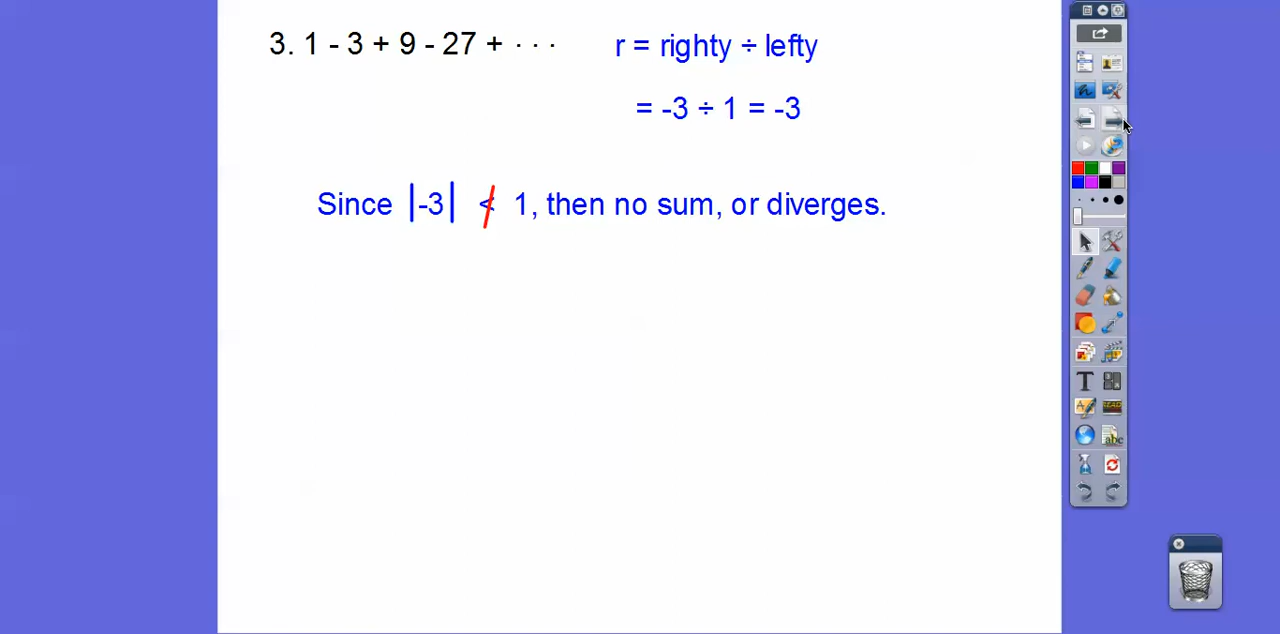 3. 1 - 3 + 9 - 27 + · · ·
r = righty ÷ lefty
= -3 ÷ 1 = -3
Since |-3| ≮ 1, then no sum, or diverges.